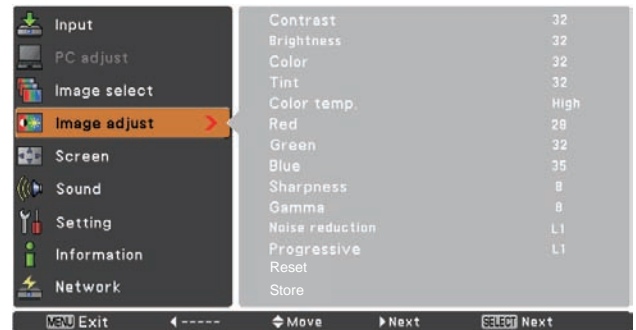 Input
PC adjust
Image select
Image adjust
Screen
Sound
Setting
Information
Network
Contrast 32
Brightness 32
Color 32
Tint 32
Color temp. High
Red 28
Green 32
Blue 35
Sharpness 8
Gamma 8
Noise reduction L1
Progressive L1
Reset
Store
MENU Exit ◀----- Move ▶Next SELECT Next